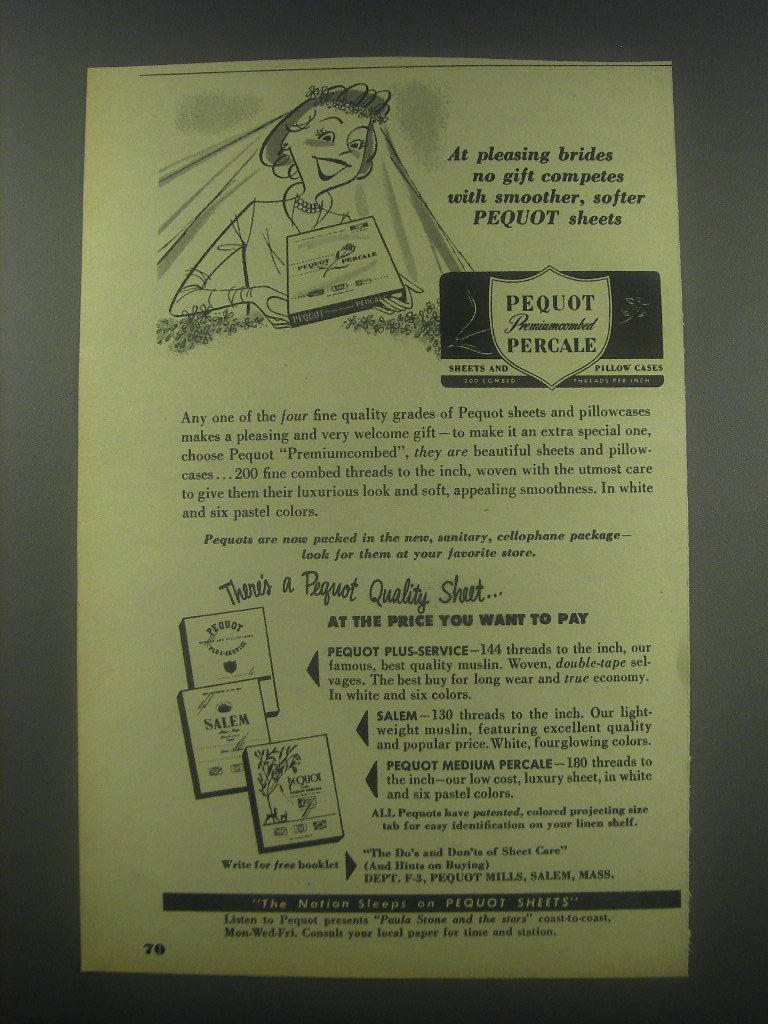 At pleasing brides
no gift competes
with smoother, softer
PEQUOT sheets
PEQUOT PERCALE
PEQUOT PERCALE
PEQUOT
Premiumcombed
PERCALE
SHEETS AND PILLOW CASES
200 COMBED THREADS PER INCH
Any one of the four fine quality grades of Pequot sheets and pillowcases
makes a pleasing and very welcome gift—to make it an extra special one,
choose Pequot "Premiumcombed", they are beautiful sheets and pillow-
cases...200 fine combed threads to the inch, woven with the utmost care
to give them their luxurious look and soft, appealing smoothness. In white
and six pastel colors.
Pequots are now packed in the new, sanitary, cellophane package—
look for them at your favorite store.
There's a Pequot Quality Sheet...
AT THE PRICE YOU WANT TO PAY
PEQUOT
PLUS-SERVICE
PEQUOT PLUS-SERVICE—144 threads to the inch, our
famous, best quality muslin. Woven, double-tape sel-
vages. The best buy for long wear and true economy.
In white and six colors.
SALEM
SALEM—130 threads to the inch. Our light-
weight muslin, featuring excellent quality
and popular price. White, four glowing colors.
PEQUOT
PEQUOT MEDIUM PERCALE—180 threads to
the inch—our low cost, luxury sheet, in white
and six pastel colors.
ALL Pequots have patented, colored projecting size
tab for easy identification on your linen shelf.
Write for free booklet
"The Do's and Don'ts of Sheet Care"
(And Hints on Buying)
DEPT. F-3, PEQUOT MILLS, SALEM, MASS.
"The Nation Sleeps on PEQUOT SHEETS"
Listen to Pequot presents "Paula Stone and the stars" coast-to-coast,
Mon-Wed-Fri. Consult your local paper for time and station.
70